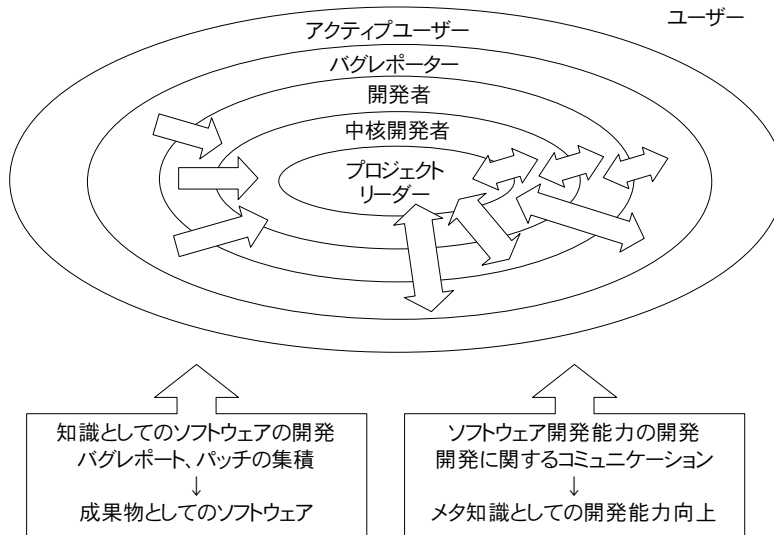 ユーザー
アクティブユーザー
バグレポーター
開発者
中核開発者
プロジェクト
リーダー
知識としてのソフトウェアの開発
バグレポート、パッチの集積
↓
成果物としてのソフトウェア
ソフトウェア開発能力の開発
開発に関するコミュニケーション
↓
メタ知識としての開発能力向上